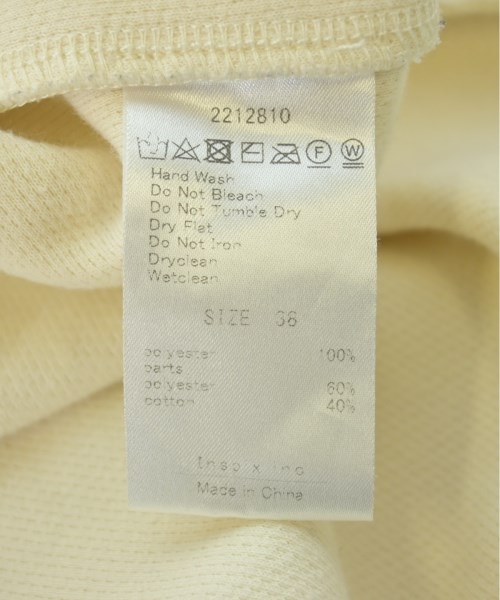 2212810
F W
Hand Wash
Do Not Bleach
Do Not Tumble Dry
Dry Flat
Do Not Iron
Dryclean
Wetclean
SIZE 38
polyester 100%
parts
polyester 60%
cotton 40%
Made in China